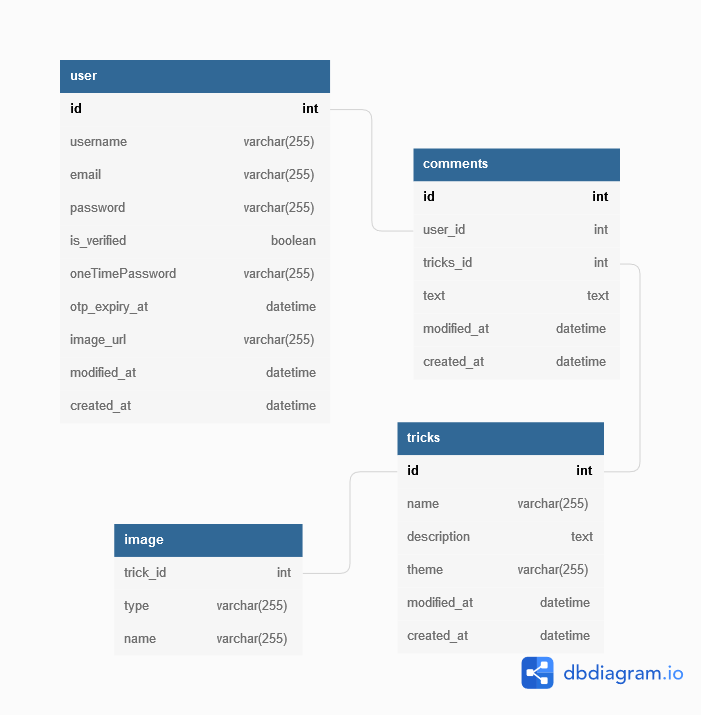 user
id int
username varchar(255)
email varchar(255)
password varchar(255)
is_verified boolean
oneTimePassword varchar(255)
otp_expiry_at datetime
image_url varchar(255)
modified_at datetime
created_at datetime
comments
id int
user_id int
tricks_id int
text text
modified_at datetime
created_at datetime
tricks
id int
name varchar(255)
description text
theme varchar(255)
modified_at datetime
created_at datetime
image
trick_id int
type varchar(255)
name varchar(255)
dbdiagram.io